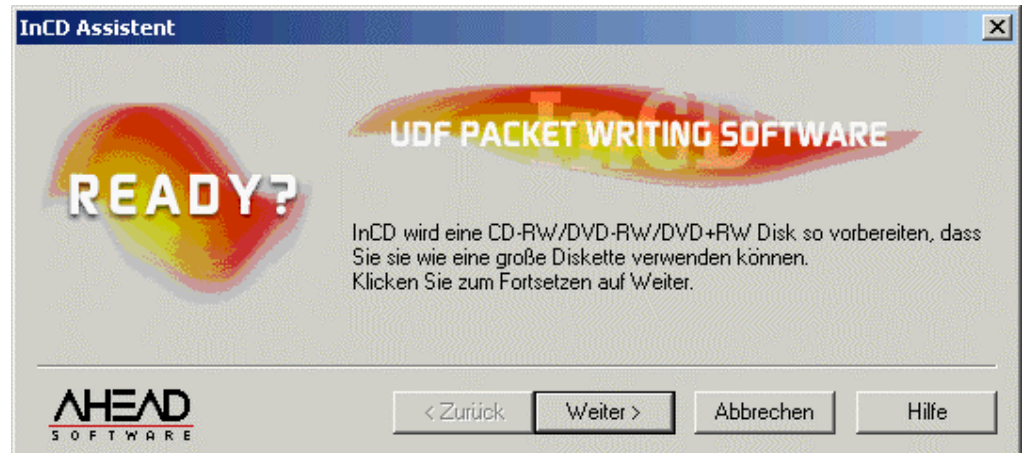 InCD Assistent
READY?
InCD
UDF PACKET WRITING SOFTWARE
InCD wird eine CD-RW/DVD-RW/DVD+RW Disk so vorbereiten, dass
Sie sie wie eine große Diskette verwenden können.
Klicken Sie zum Fortsetzen auf Weiter.
AHEAD
SOFTWARE
< Zurück
Weiter >
Abbrechen
Hilfe